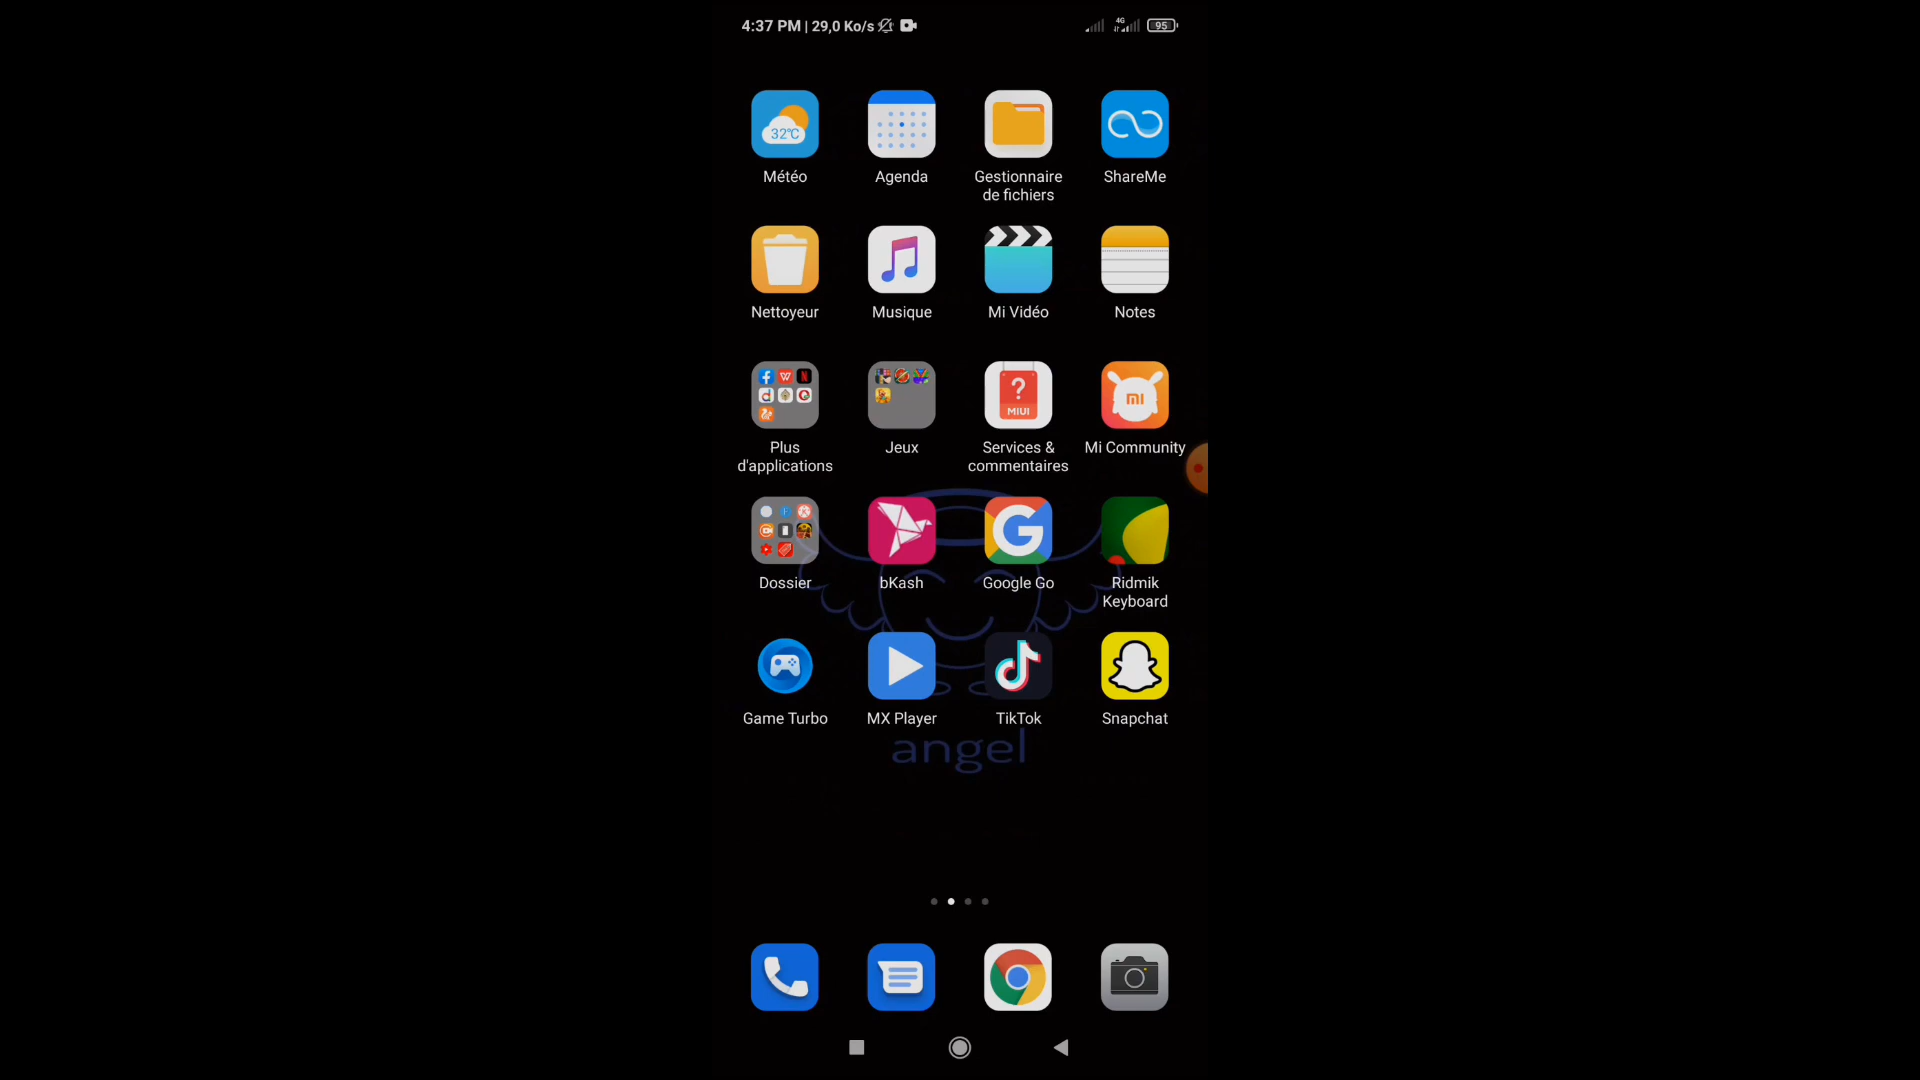 4:37 PM | 29,0 Ko/s 4G 95
32°C
Météo Agenda Gestionnaire de fichiers ShareMe
Nettoyeur Musique Mi Vidéo Notes
?
MIUI
mi
Plus d'applications Jeux Services & commentaires Mi Community
Dossier bKash Google Go Ridmik Keyboard
Game Turbo MX Player TikTok Snapchat
angel